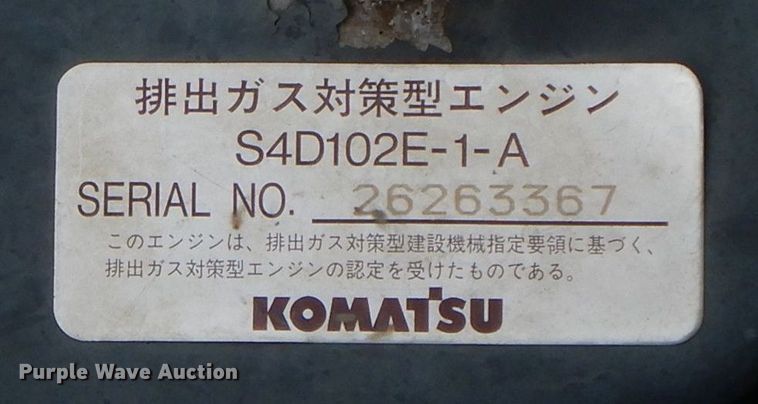 排出ガス対策型エンジン
S4D102E-1-A
SERIAL NO. 26263367
このエンジンは、排出ガス対策型建設機械指定要領に基づく、
排出ガス対策型エンジンの認定を受けたものである。
KOMATSU
Purple Wave Auction